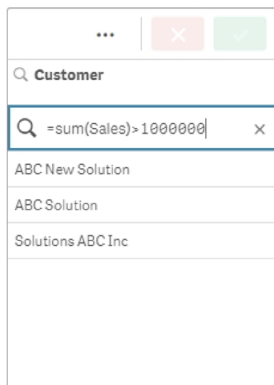 Customer
=sum(Sales)>1000000
ABC New Solution
ABC Solution
Solutions ABC Inc